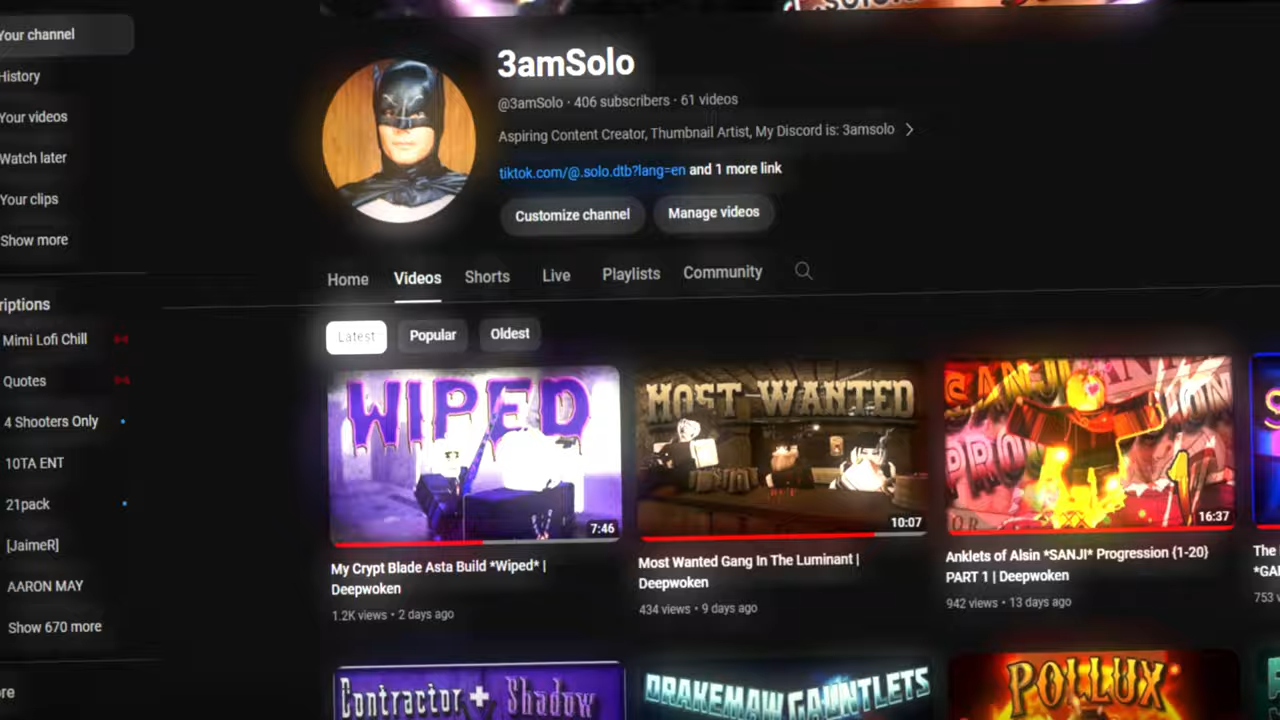 Your channel
History
Your videos
Watch later
Your clips
Show more
riptions
Mimi Lofi Chill
Quotes
4 Shooters Only
10TA ENT
21pack
[JaimeR]
AARON MAY
Show 670 more
ore
3amSolo
@3amSolo · 406 subscribers · 61 videos
Aspiring Content Creator, Thumbnail Artist, My Discord is: 3amsolo
tiktok.com/@.solo.dtb?lang=en and 1 more link
Customize channel
Manage videos
Home Videos Shorts Live Playlists Community
Latest Popular Oldest
WIPED
7:46
My Crypt Blade Asta Build *Wiped* |
Deepwoken
1.2K views • 2 days ago
MOST WANTED
10:07
Most Wanted Gang In The Luminant |
Deepwoken
434 views • 9 days ago
SANJI
16:37
Anklets of Alsin *SANJI* Progression {1-20}
PART 1 | Deepwoken
942 views • 13 days ago
The
*GA
753 v
Contractor + Shadow
DRAKEMAW GAUNTLETS
POLLUX